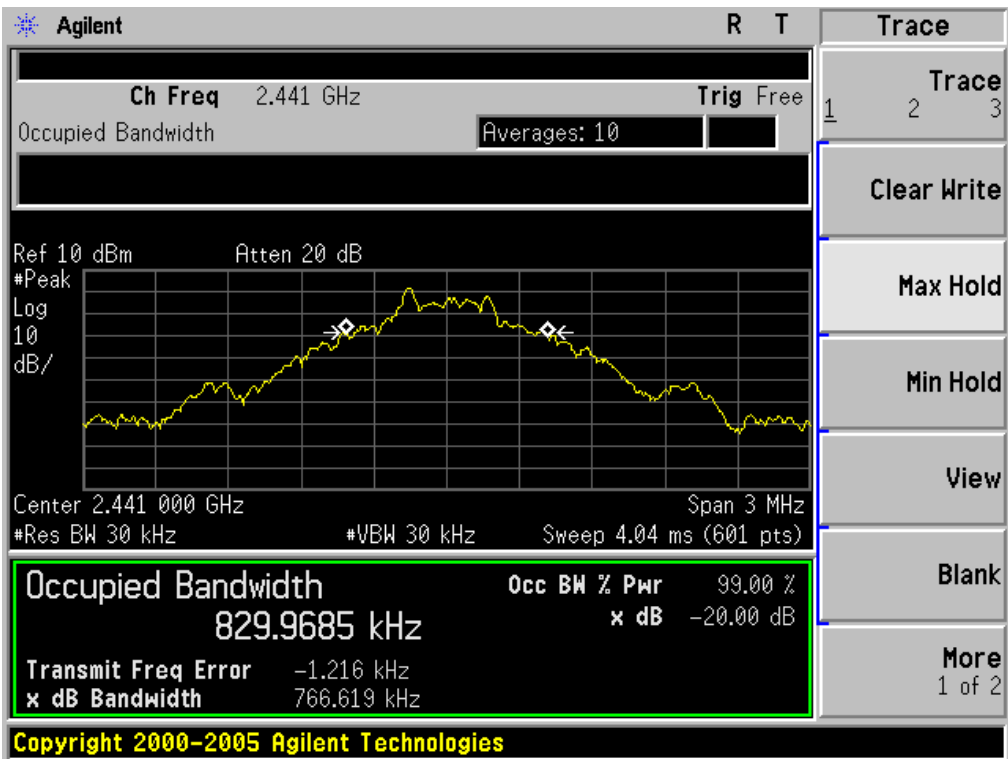 Agilent R T Trace
Ch Freq 2.441 GHz Trig Free
Occupied Bandwidth Averages: 10
Trace
1 2 3
Clear Write
Ref 10 dBm Atten 20 dB
#Peak
Log
10
dB/
Max Hold
Min Hold
View
Center 2.441 000 GHz Span 3 MHz
#Res BW 30 kHz #VBW 30 kHz Sweep 4.04 ms (601 pts)
Occupied Bandwidth Occ BW % Pwr 99.00 %
829.9685 kHz x dB -20.00 dB
Blank
Transmit Freq Error -1.216 kHz
x dB Bandwidth 766.619 kHz
More
1 of 2
Copyright 2000-2005 Agilent Technologies